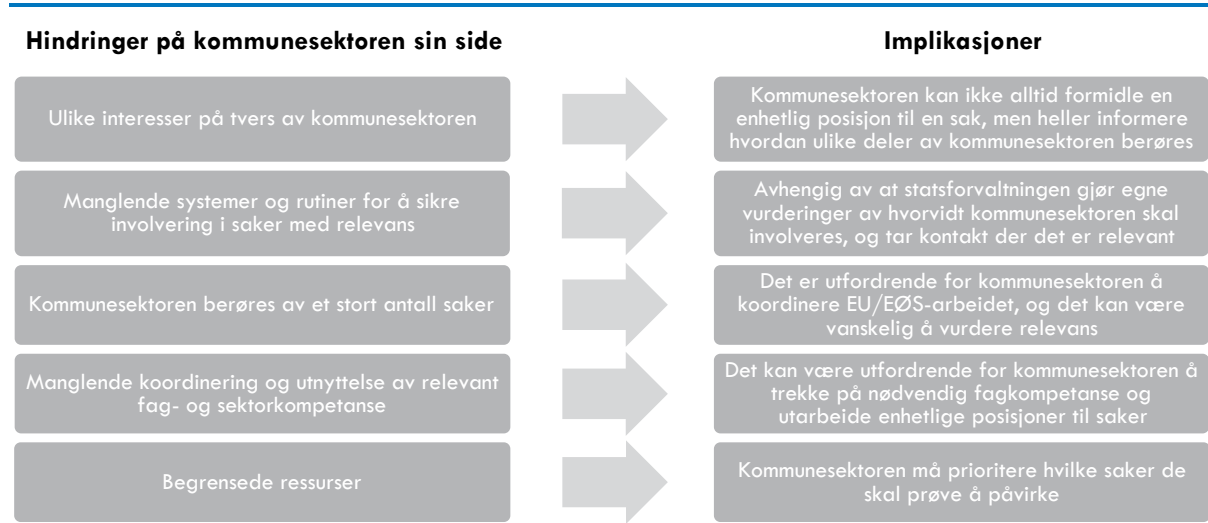 Hindringer på kommunesektoren sin side
Implikasjoner
Ulike interesser på tvers av kommunesektoren
Kommunesektoren kan ikke alltid formidle en
enhetlig posisjon til en sak, men heller informere
hvordan ulike deler av kommunesektoren berøres
Manglende systemer og rutiner for å sikre
involvering i saker med relevans
Avhengig av at statsforvaltningen gjør egne
vurderinger av hvorvidt kommunesektoren skal
involveres, og tar kontakt der det er relevant
Kommunesektoren berøres av et stort antall saker
Det er utfordrende for kommunesektoren å
koordinere EU/EØS-arbeidet, og det kan være
vanskelig å vurdere relevans
Manglende koordinering og utnyttelse av relevant
fag- og sektorkompetanse
Det kan være utfordrende for kommunesektoren å
trekke på nødvendig fagkompetanse og
utarbeide enhetlige posisjoner til saker
Begrensede ressurser
Kommunesektoren må prioritere hvilke saker de
skal prøve å påvirke